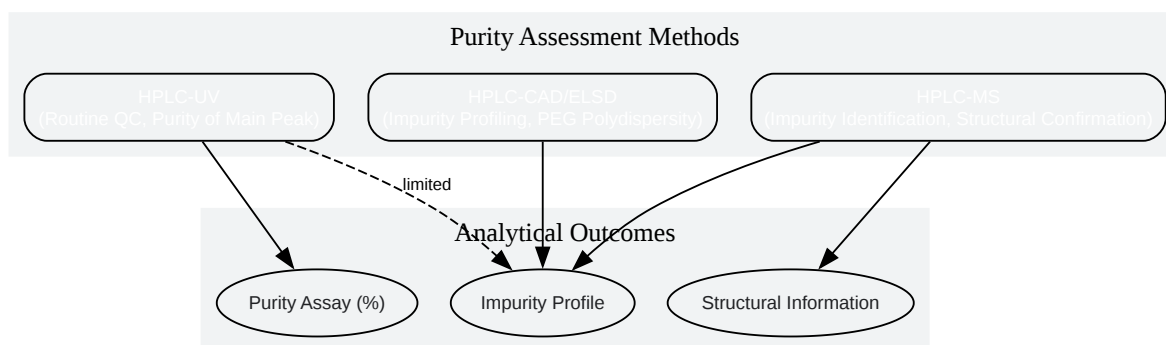 Purity Assessment Methods
HPLC-UV
(Routine QC, Purity of Main Peak)
HPLC-CAD/ELSD
(Impurity Profiling, PEG Polydispersity)
HPLC-MS
(Impurity Identification, Structural Confirmation)
limited
Analytical Outcomes
Purity Assay (%)
Impurity Profile
Structural Information